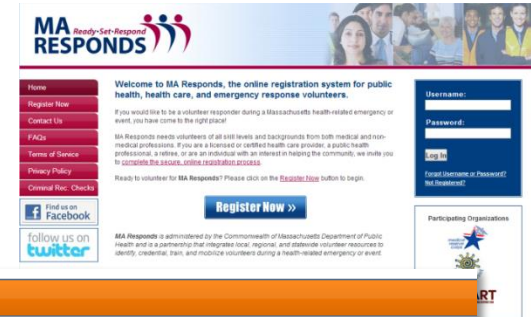 MA Ready-Set-Respond
RESPONDS
Home
Register Now
Contact Us
FAQs
Terms of Service
Privacy Policy
Criminal Rec. Checks
Find us on
Facebook
follow us on
twitter
Welcome to MA Responds, the online registration system for public
health, health care, and emergency response volunteers.
If you would like to be a volunteer responder during a Massachusetts health-related emergency or
event, you have come to the right place!
MA Responds needs volunteers of all skill levels and backgrounds from both medical and non-
medical professions. If you are a licensed or certified health care provider, a public health
professional, a retiree, or are an individual with an interest in helping the community, we invite you
to complete the secure, online registration process.
Ready to volunteer for MA Responds? Please click on the Register Now button to begin.
Register Now »
MA Responds is administered by the Commonwealth of Massachusetts Department of Public
Health and is a partnership that integrates local, regional, and statewide volunteer resources to
identify, credential, train, and mobilize volunteers during a health-related emergency or event.
Username:
Password:
Log In
Forgot Username or Password?
Not Registered?
Participating Organizations